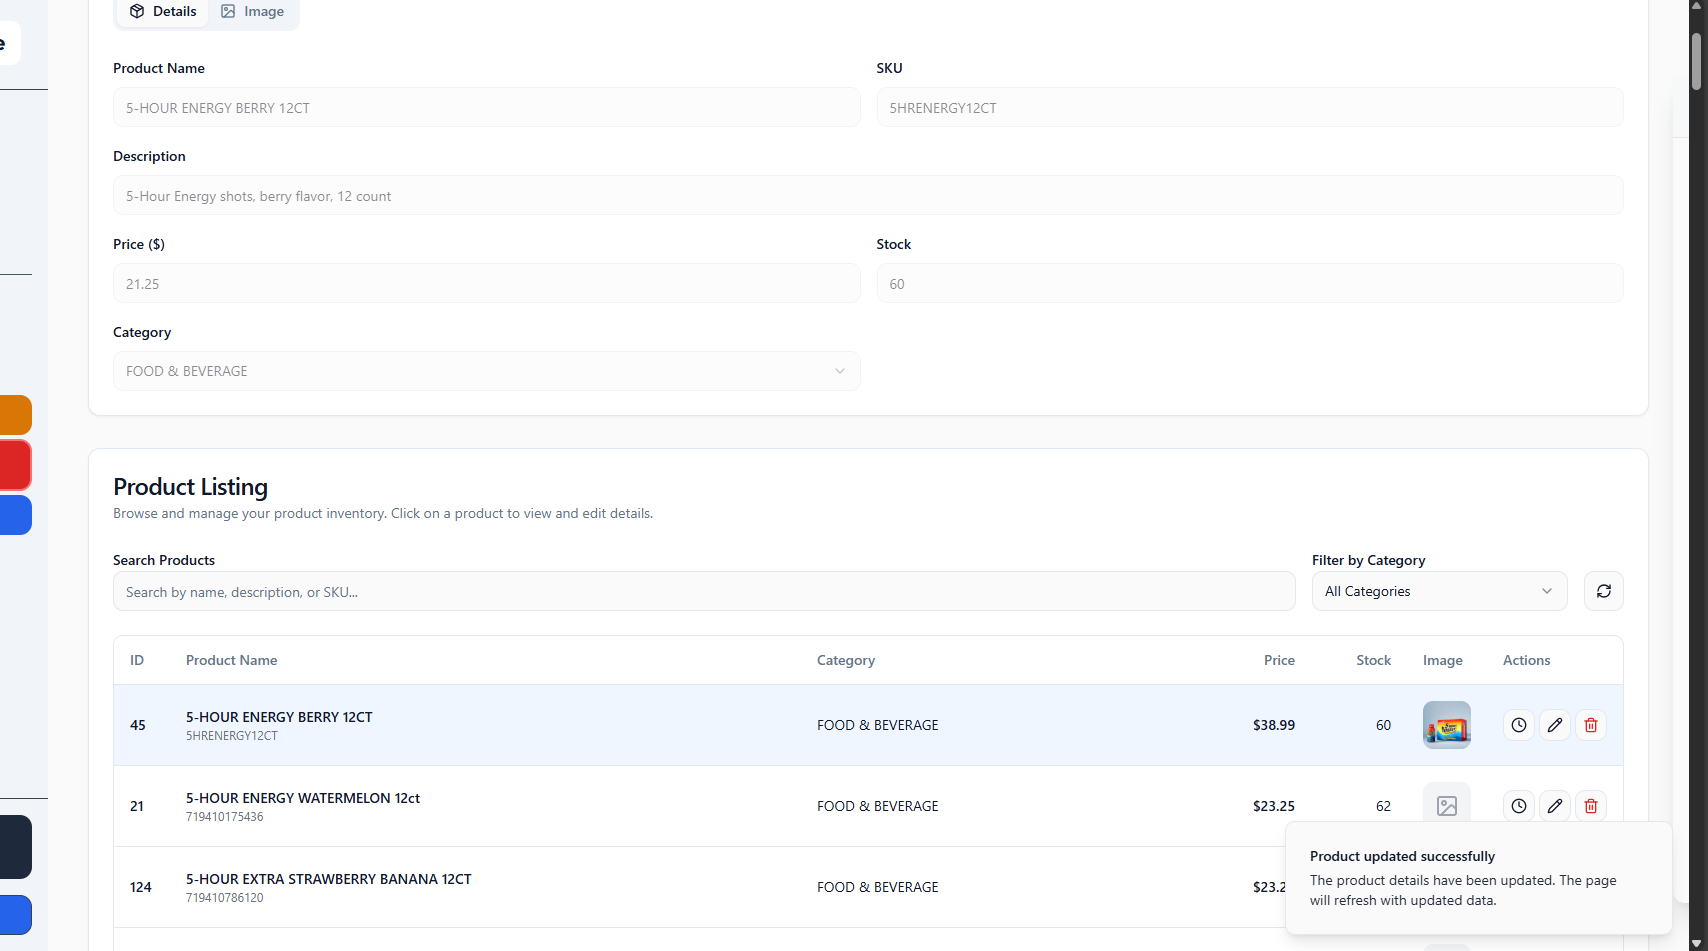 Details
Image
e
Product Name
SKU
5-HOUR ENERGY BERRY 12CT
5HRENERGY12CT
Description
5-Hour Energy shots, berry flavor, 12 count
Price ($)
Stock
21.25
60
Category
FOOD & BEVERAGE
Product Listing
Browse and manage your product inventory. Click on a product to view and edit details.
Search Products
Filter by Category
Search by name, description, or SKU...
All Categories
ID Product Name Category Price Stock Image Actions
45 5-HOUR ENERGY BERRY 12CT FOOD & BEVERAGE $38.99 60
5HRENERGY12CT
21 5-HOUR ENERGY WATERMELON 12ct FOOD & BEVERAGE $23.25 62
719410175436
124 5-HOUR EXTRA STRAWBERRY BANANA 12CT FOOD & BEVERAGE $23.2
719410786120
Product updated successfully
The product details have been updated. The page
will refresh with updated data.